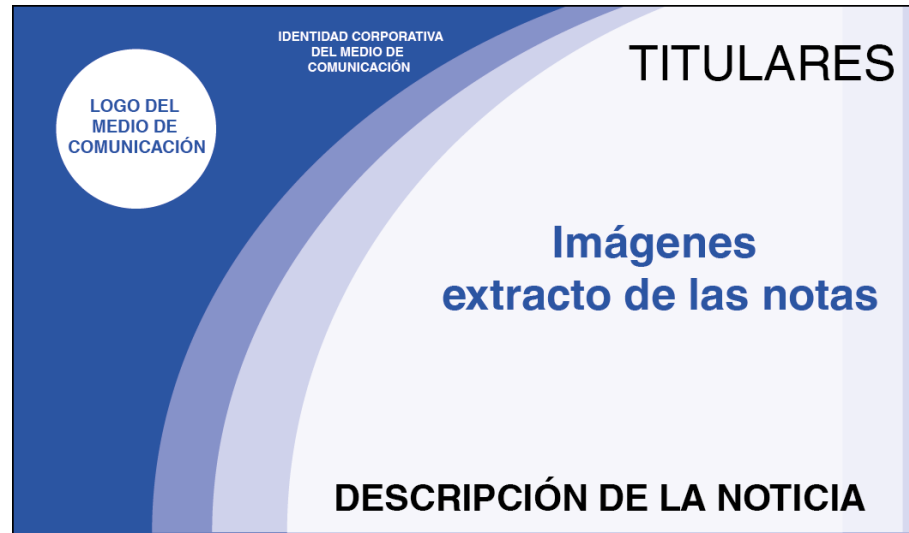 IDENTIDAD CORPORATIVA
DEL MEDIO DE
COMUNICACIÓN
TITULARES
LOGO DEL
MEDIO DE
COMUNICACIÓN
Imágenes
extracto de las notas
DESCRIPCIÓN DE LA NOTICIA